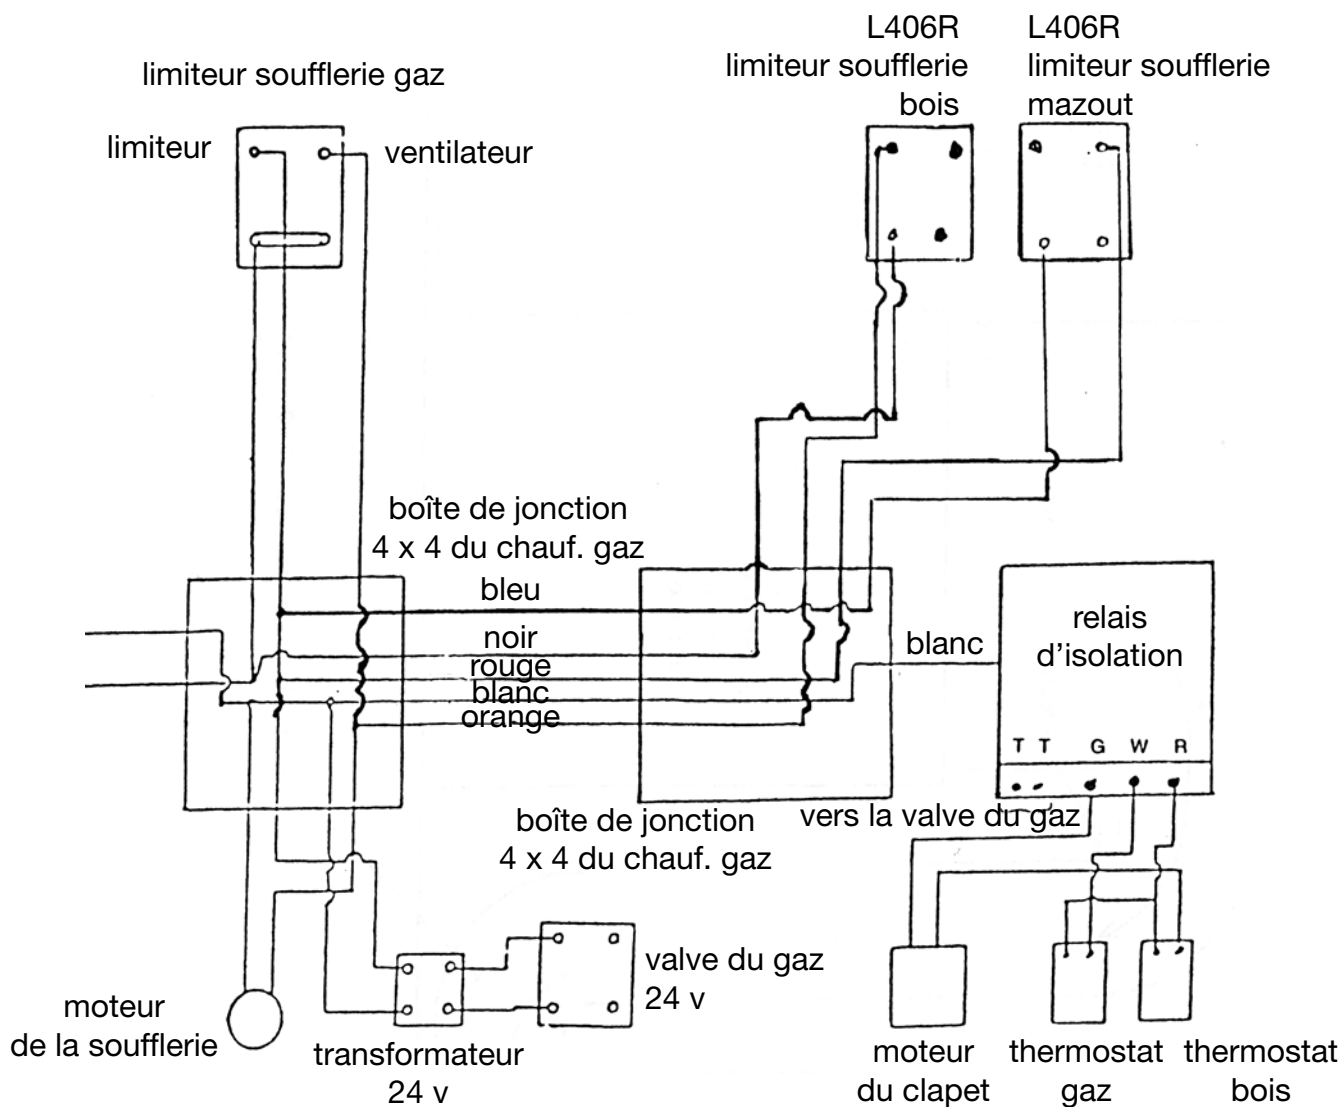 L406R
limiteur soufflerie
bois
L406R
limiteur soufflerie
mazout
limiteur soufflerie gaz
limiteur
ventilateur
boîte de jonction
4 x 4 du chauf. gaz
bleu
noir
rouge
blanc
orange
blanc
relais
d'isolation
T T G W R
boîte de jonction
4 x 4 du chauf. gaz
vers la valve du gaz
valve du gaz
24 v
moteur
de la soufflerie
transformateur
24 v
moteur
du clapet
thermostat
gaz
thermostat
bois